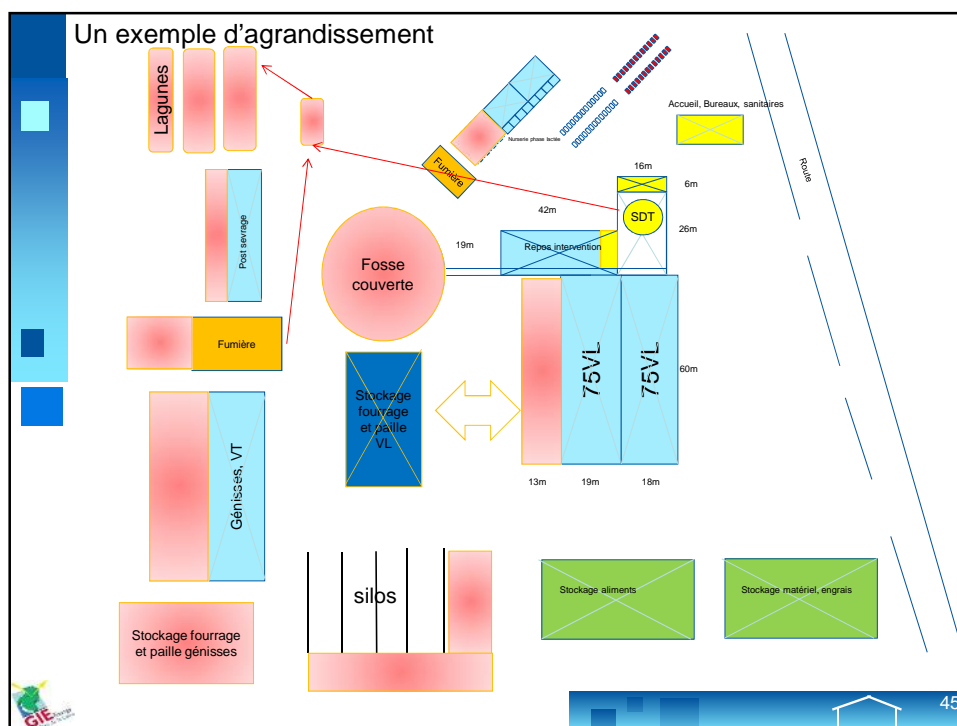 Un exemple d'agrandissement
Lagunes
Nurserie phase lactée
Accueil, Bureaux, sanitaires
Route
Fumière
16m
6m
Post sevrage
42m
SDT
26m
19m
Repos intervention
Fosse
couverte
Fumière
75VL
75VL
60m
Stockage
fourrage
et paille
VL
Génisses, VT
13m
19m
18m
silos
Stockage aliments
Stockage matériel, engrais
Stockage fourrage
et paille génisses
GIE
45